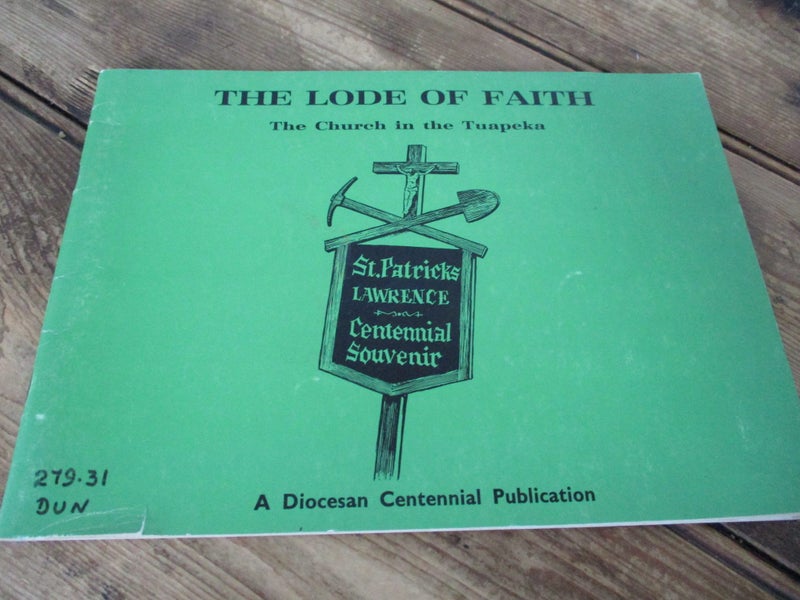 THE LODE OF FAITH
The Church in the Tuapeka
St. Patricks
LAWRENCE
Centennial
Souvenir
279.31
DUN
A Diocesan Centennial Publication